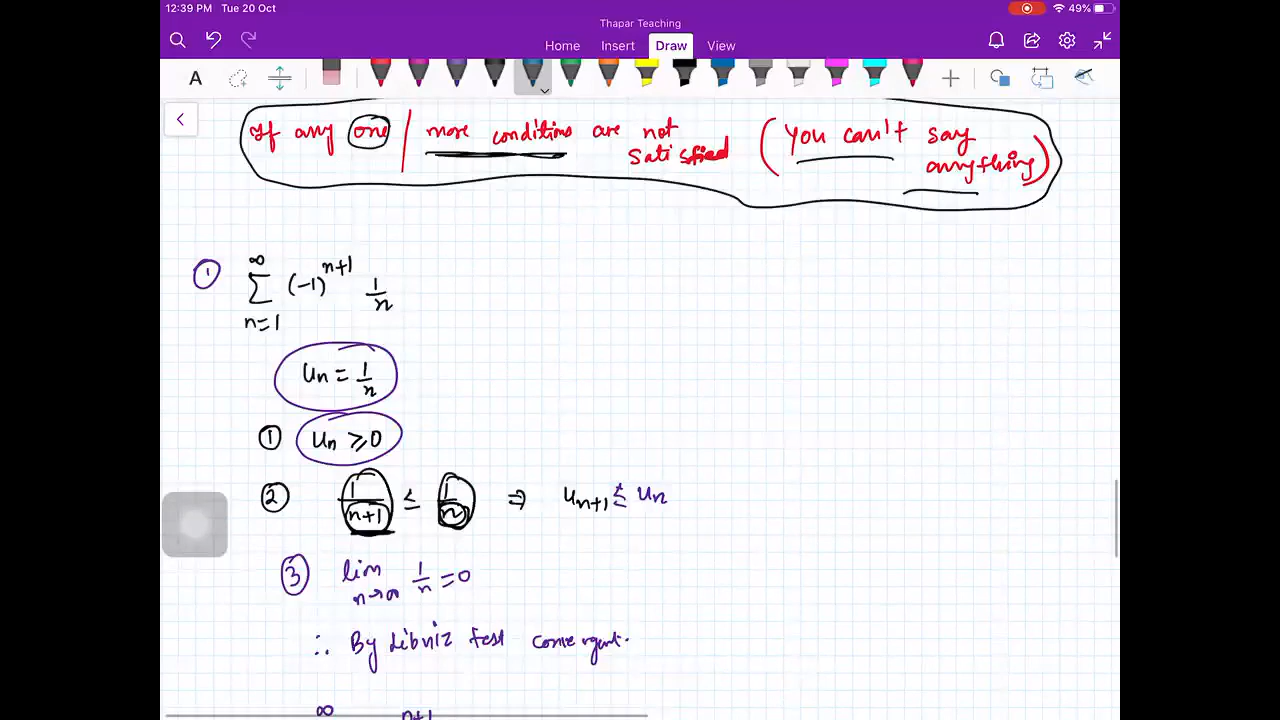 12:39 PM Tue 20 Oct
49%
Thapar Teaching
Home Insert Draw View
A
If any one / more conditions are not satisfied (You can't say anything)
① ∞
∑ (-1)^{n+1} 1/n
n=1
Un = 1/n
① Un ≥ 0
② 1/(n+1) ≤ 1/n ⇒ Un+1 ≤ Un
③ lim 1/n = 0
n→∞
∴ By Libniz Test convergent.
∞ n+1